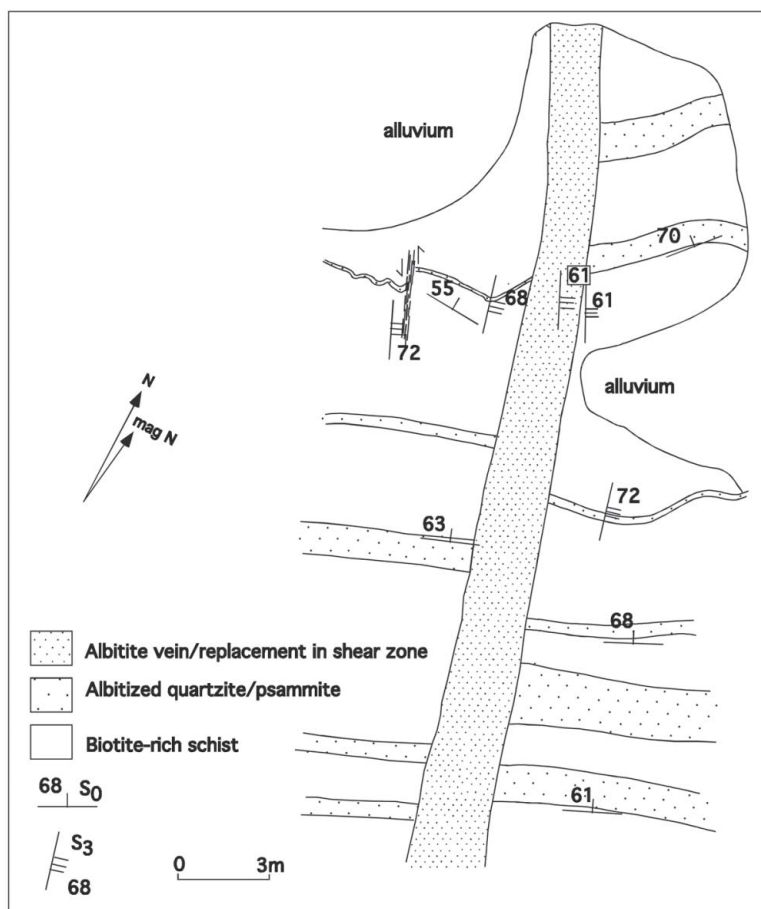 alluvium
70
61
55
68
61
72
alluvium
N
mag N
72
63
68
Albitite vein/replacement in shear zone
Albitized quartzite/psammite
Biotite-rich schist
68 S0
61
S3
68
0 3m